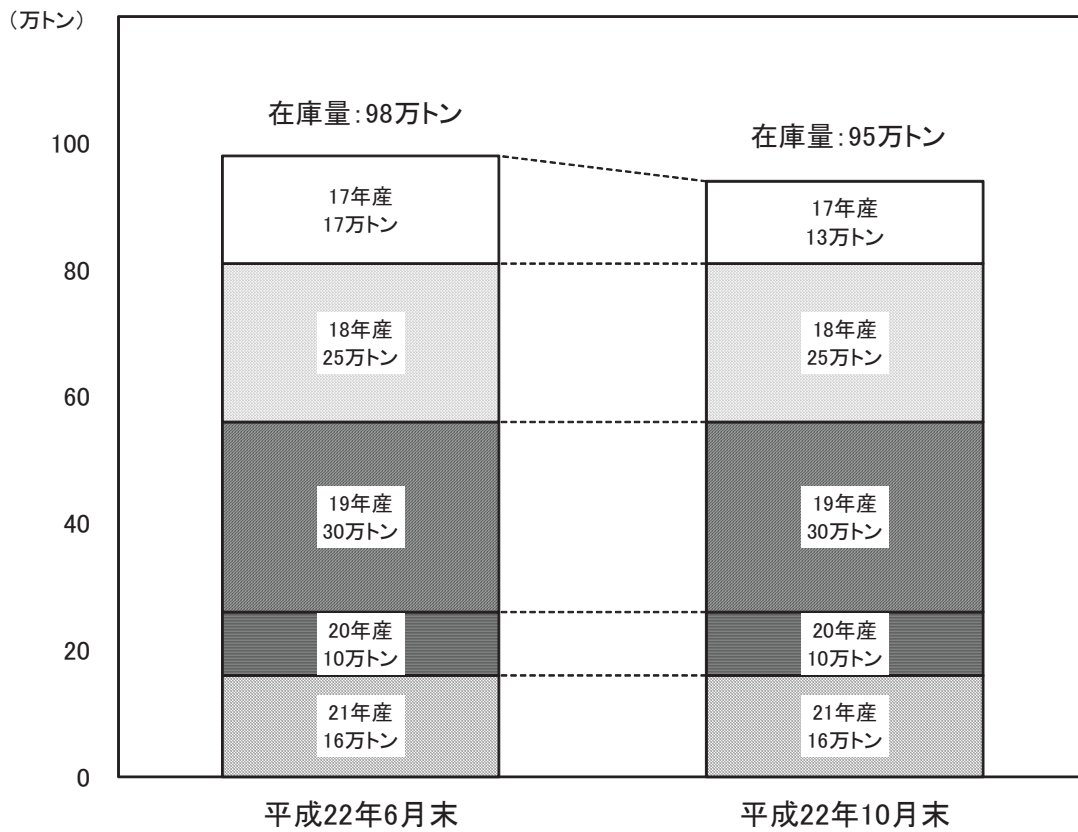 （万トン）
在庫量：98万トン
在庫量：95万トン
100
80
60
40
20
0
17年産
17万トン
18年産
25万トン
19年産
30万トン
20年産
10万トン
21年産
16万トン
17年産
13万トン
18年産
25万トン
19年産
30万トン
20年産
10万トン
21年産
16万トン
平成22年6月末
平成22年10月末